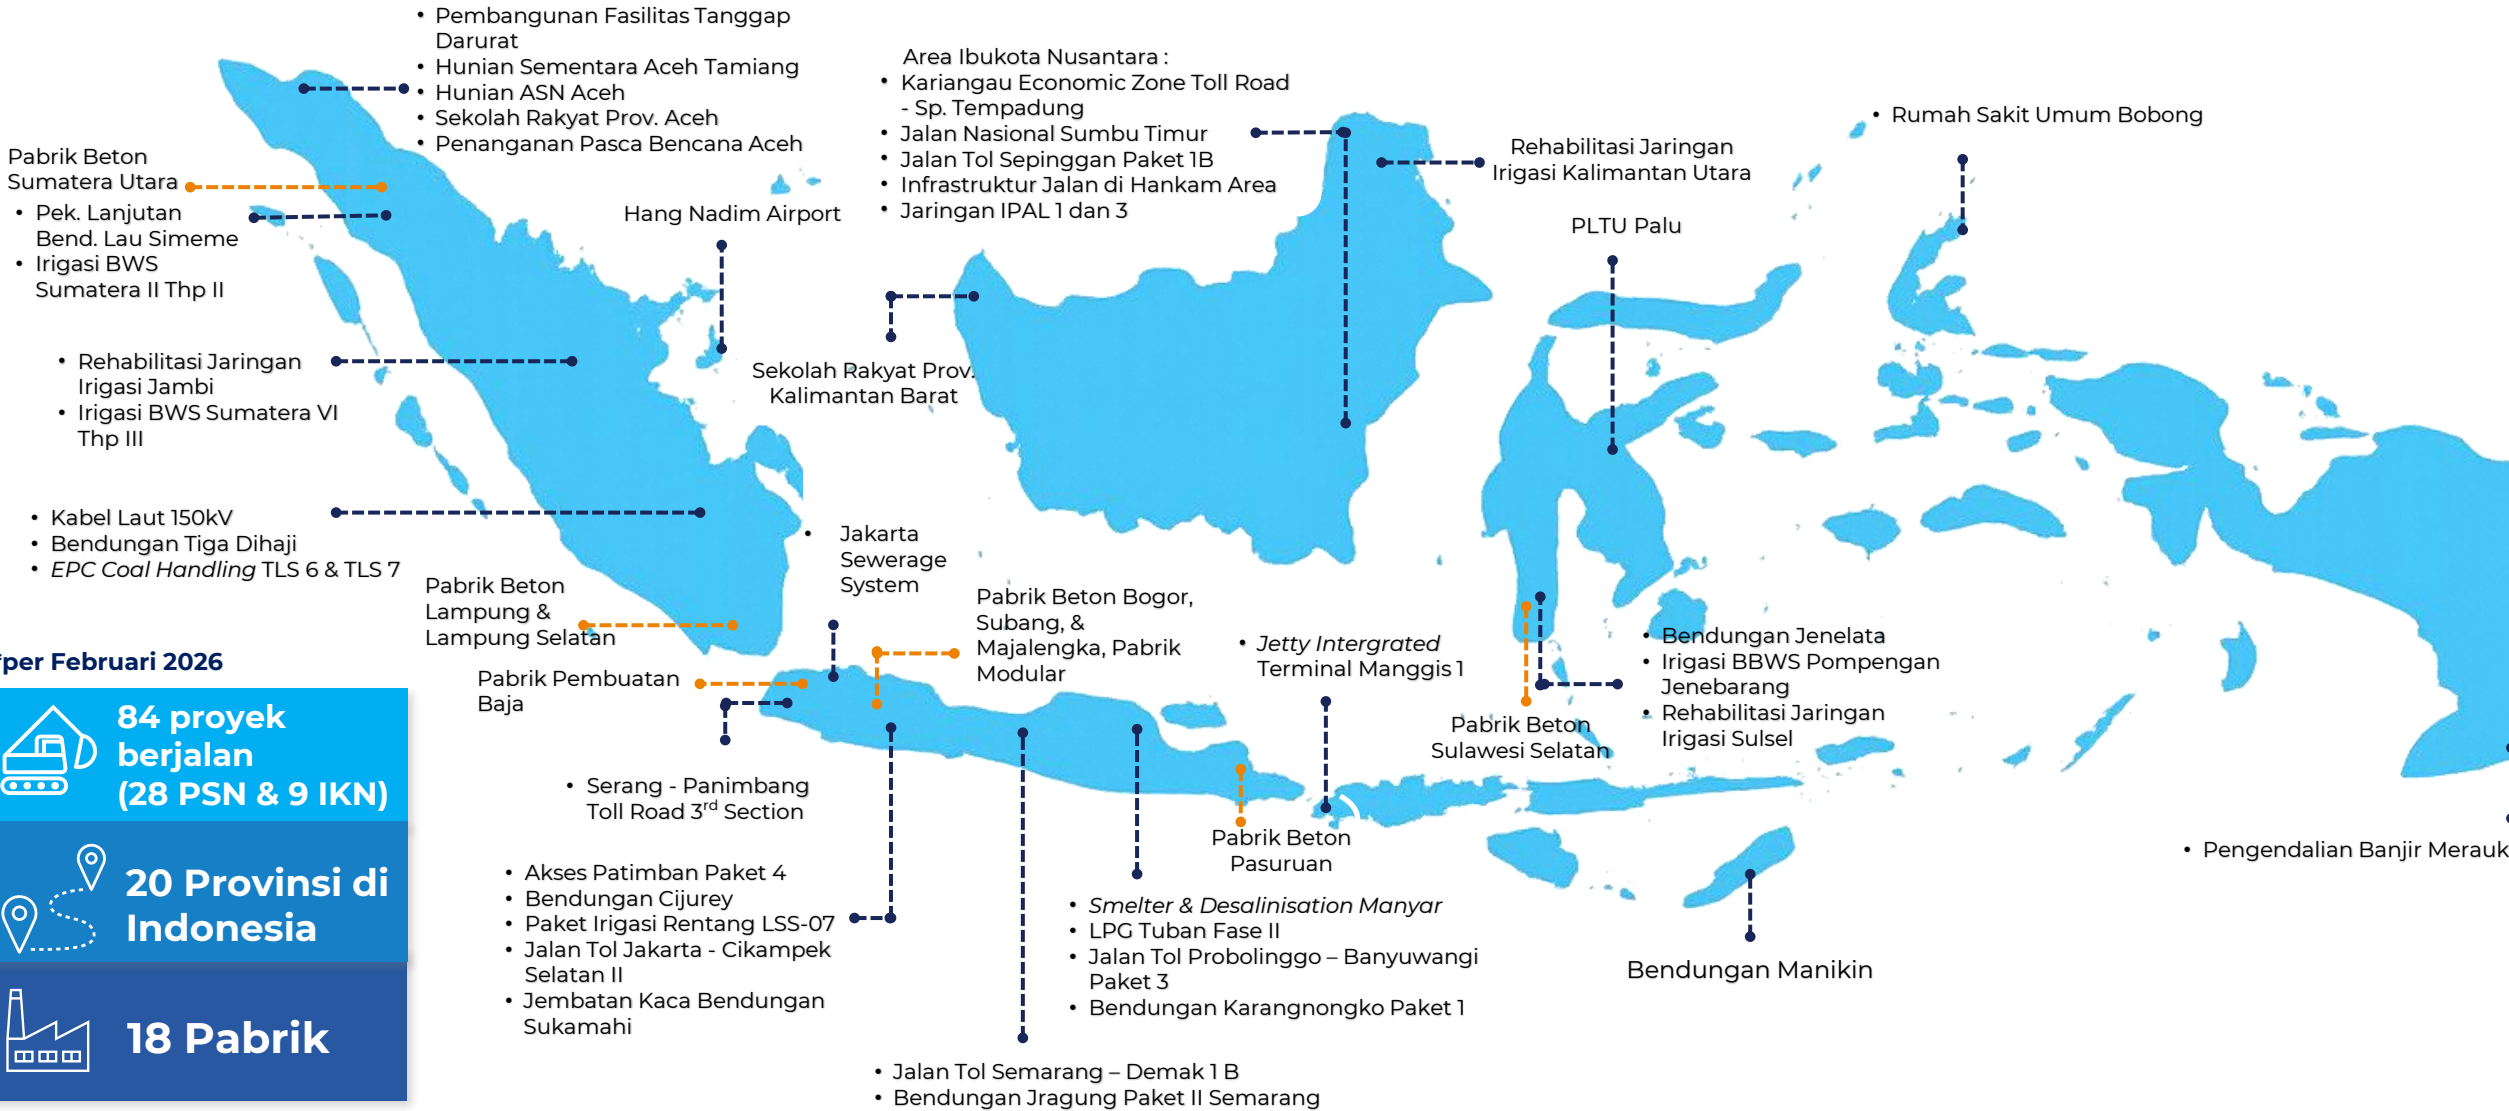 • Pembangunan Fasilitas Tanggap
Darurat
• Hunian Sementara Aceh Tamiang
• Hunian ASN Aceh
• Sekolah Rakyat Prov. Aceh
• Penanganan Pasca Bencana Aceh
Pabrik Beton
Sumatera Utara
• Pek. Lanjutan
Bend. Lau Simeme
• Irigasi BWS
Sumatera II Thp II
Hang Nadim Airport
Area Ibukota Nusantara :
• Kariangau Economic Zone Toll Road
- Sp. Tempadung
• Jalan Nasional Sumbu Timur
• Jalan Tol Sepinggan Paket 1B
• Infrastruktur Jalan di Hankam Area
• Jaringan IPAL 1 dan 3
Rehabilitasi Jaringan
Irigasi Kalimantan Utara
• Rumah Sakit Umum Bobong
PLTU Palu
• Rehabilitasi Jaringan
Irigasi Jambi
• Irigasi BWS Sumatera VI
Thp III
Sekolah Rakyat Prov.
Kalimantan Barat
• Kabel Laut 150kV
• Bendungan Tiga Dihaji
• EPC Coal Handling TLS 6 & TLS 7
Pabrik Beton
Lampung &
Lampung Selatan
• Jakarta
Sewerage
System
Pabrik Beton Bogor,
Subang, &
Majalengka, Pabrik
Modular
• Jetty Intergrated
Terminal Manggis 1
Pabrik Pembuatan
Baja
• Bendungan Jenelata
• Irigasi BBWS Pompengan
Jenebarang
• Rehabilitasi Jaringan
Irigasi Sulsel
Pabrik Beton
Sulawesi Selatan
*per Februari 2026
84 proyek
berjalan
(28 PSN & 9 IKN)
20 Provinsi di
Indonesia
18 Pabrik
• Serang - Panimbang
Toll Road 3rd Section
• Akses Patimban Paket 4
• Bendungan Cijurey
• Paket Irigasi Rentang LSS-07
• Jalan Tol Jakarta - Cikampek
Selatan II
• Jembatan Kaca Bendungan
Sukamahi
Pabrik Beton
Pasuruan
• Smelter & Desalinisation Manyar
• LPG Tuban Fase II
• Jalan Tol Probolinggo – Banyuwangi
Paket 3
• Bendungan Karangnongko Paket 1
• Jalan Tol Semarang – Demak 1 B
• Bendungan Jragung Paket II Semarang
Bendungan Manikin
• Pengendalian Banjir Merauk